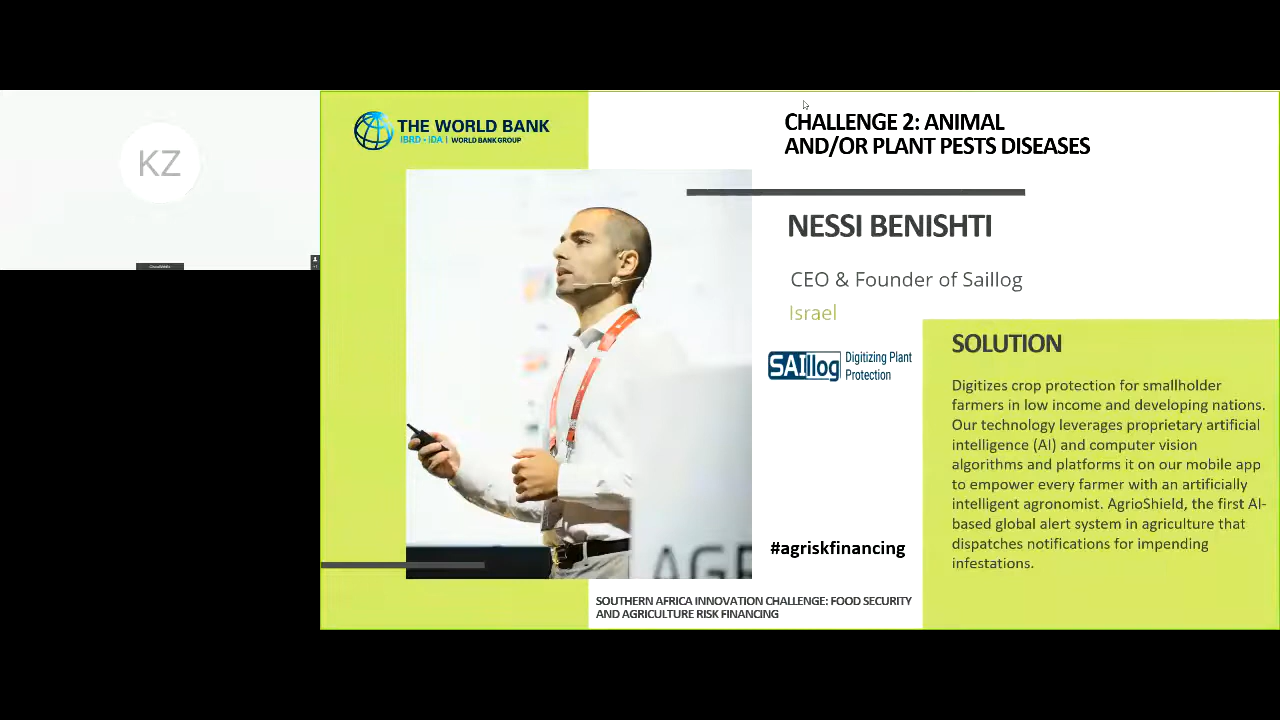 KZ
THE WORLD BANK
IBRD • IDA | WORLD BANK GROUP
CHALLENGE 2: ANIMAL
AND/OR PLANT PESTS DISEASES
NESSI BENISHTI
CEO & Founder of Saillog
Israel
SAIllog
Digitizing Plant
Protection
SOLUTION
Digitizes crop protection for smallholder
farmers in low income and developing nations.
Our technology leverages proprietary artificial
intelligence (AI) and computer vision
algorithms and platforms it on our mobile app
to empower every farmer with an artificially
intelligent agronomist. AgrioShield, the first AI-
based global alert system in agriculture that
dispatches notifications for impending
infestations.
#agriskfinancing
AGR
SOUTHERN AFRICA INNOVATION CHALLENGE: FOOD SECURITY
AND AGRICULTURE RISK FINANCING